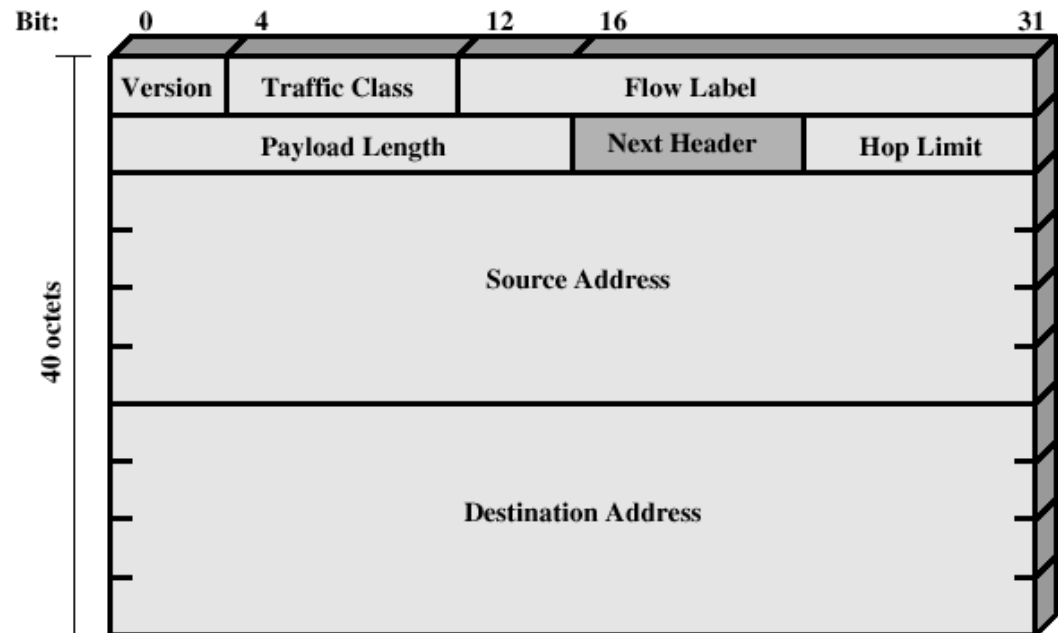 Bit: 0 4 12 16 31
Version Traffic Class Flow Label
Payload Length Next Header Hop Limit
Source Address
40 octets
Destination Address